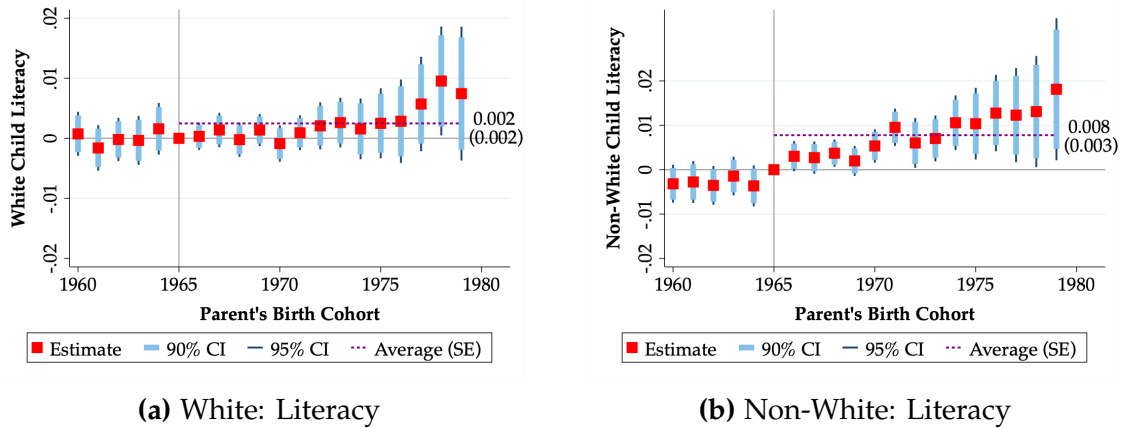 White Child Literacy
.02
.01
0
-.01
-.02
0.002
(0.002)
1960 1965 1970 1975 1980
Parent's Birth Cohort
Estimate 90% CI 95% CI Average (SE)
(a) White: Literacy
Non-White Child Literacy
.02
.01
0
-.01
-.02
0.008
(0.003)
1960 1965 1970 1975 1980
Parent's Birth Cohort
Estimate 90% CI 95% CI Average (SE)
(b) Non-White: Literacy